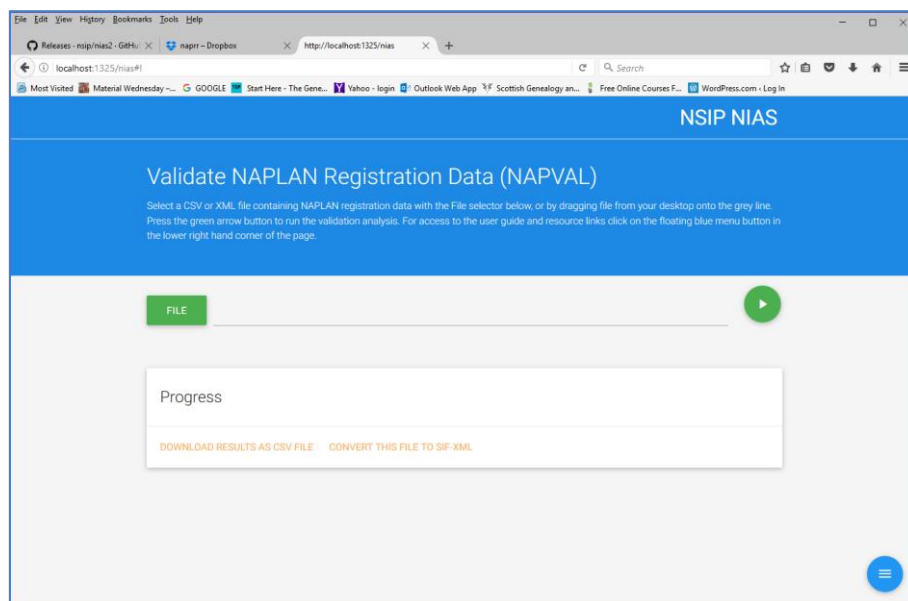 File Edit View History Bookmarks Tools Help
Releases · nsip/nias2 · GitHu
naprr – Dropbox
http://localhost:1325/nias
localhost:1325/nias#!
Search
Most Visited Material Wednesday –... G GOOGLE Start Here - The Gene... Yahoo - login Outlook Web App Scottish Genealogy an... Free Online Courses F... WordPress.com ‹ Log In
NSIP NIAS
Validate NAPLAN Registration Data (NAPVAL)
Select a CSV or XML file containing NAPLAN registration data with the File selector below, or by dragging file from your desktop onto the grey line.
Press the green arrow button to run the validation analysis. For access to the user guide and resource links click on the floating blue menu button in
the lower right hand corner of the page.
FILE
Progress
DOWNLOAD RESULTS AS CSV FILE CONVERT THIS FILE TO SIF-XML